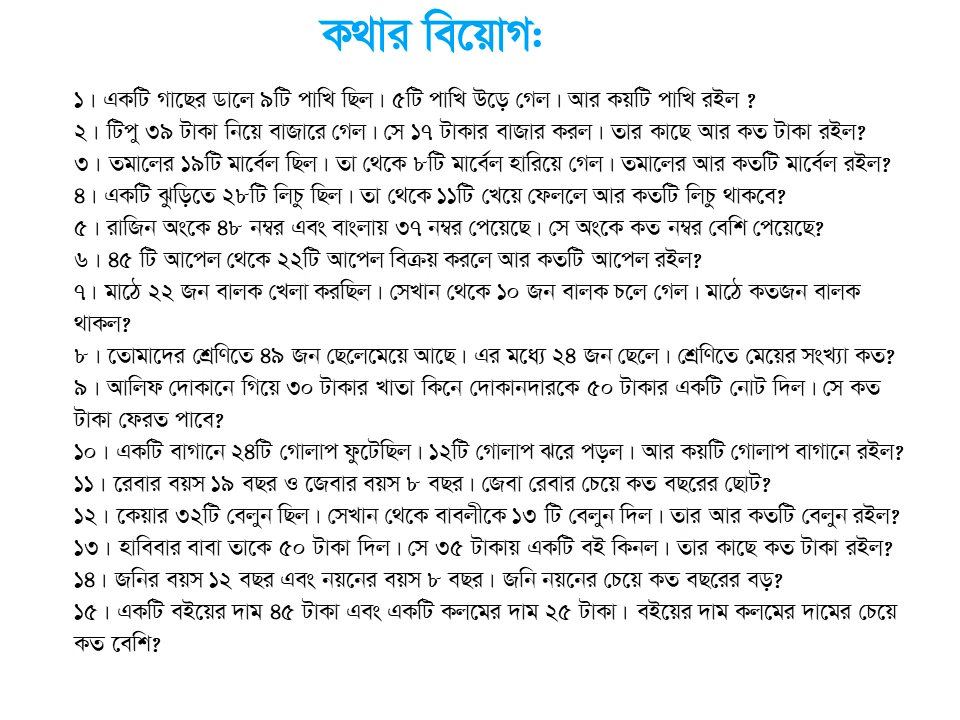 কথার বিয়োগ:
১। একটি গাছের ডালে ৯টি পাখি ছিল। ৫টি পাখি উড়ে গেল। আর কয়টি পাখি রইল ?
২। টিপু ৩৯ টাকা নিয়ে বাজারে গেল। সে ১৭ টাকার বাজার করল। তার কাছে আর কত টাকা রইল?
৩। তমালের ১৯টি মার্বেল ছিল। তা থেকে ৮টি মার্বেল হারিয়ে গেল। তমালের আর কতটি মার্বেল রইল?
৪। একটি ঝুড়িতে ২৮টি লিচু ছিল। তা থেকে ১১টি খেয়ে ফেললে আর কতটি লিচু থাকবে?
৫। রাজিন অংকে ৪৮ নম্বর এবং বাংলায় ৩৭ নম্বর পেয়েছে। সে অংকে কত নম্বর বেশি পেয়েছে?
৬। ৪৫ টি আপেল থেকে ২২টি আপেল বিক্রয় করলে আর কতটি আপেল রইল?
৭। মাঠে ২২ জন বালক খেলা করছিল। সেখান থেকে ১০ জন বালক চলে গেল। মাঠে কতজন বালক
থাকল?
৮। তোমাদের শ্রেণিতে ৪৯ জন ছেলেমেয়ে আছে। এর মধ্যে ২৪ জন ছেলে। শ্রেণিতে মেয়ের সংখ্যা কত?
৯। আলিফ দোকানে গিয়ে ৩০ টাকার খাতা কিনে দোকানদারকে ৫০ টাকার একটি নোট দিল। সে কত
টাকা ফেরত পাবে?
১০। একটি বাগানে ২৪টি গোলাপ ফুটেছিল। ১২টি গোলাপ ঝরে পড়ল। আর কয়টি গোলাপ বাগানে রইল?
১১। রেবার বয়স ১৯ বছর ও জেবার বয়স ৮ বছর। জেবা রেবার চেয়ে কত বছরের ছোট?
১২। কেয়ার ৩২টি বেলুন ছিল। সেখান থেকে বাবলীকে ১৩ টি বেলুন দিল। তার আর কতটি বেলুন রইল?
১৩। হাবিবার বাবা তাকে ৫০ টাকা দিল। সে ৩৫ টাকায় একটি বই কিনল। তার কাছে কত টাকা রইল?
১৪। জনির বয়স ১২ বছর এবং নয়নের বয়স ৮ বছর। জনি নয়নের চেয়ে কত বছরের বড়?
১৫। একটি বইয়ের দাম ৪৫ টাকা এবং একটি কলমের দাম ২৫ টাকা। বইয়ের দাম কলমের দামের চেয়ে
কত বেশি?